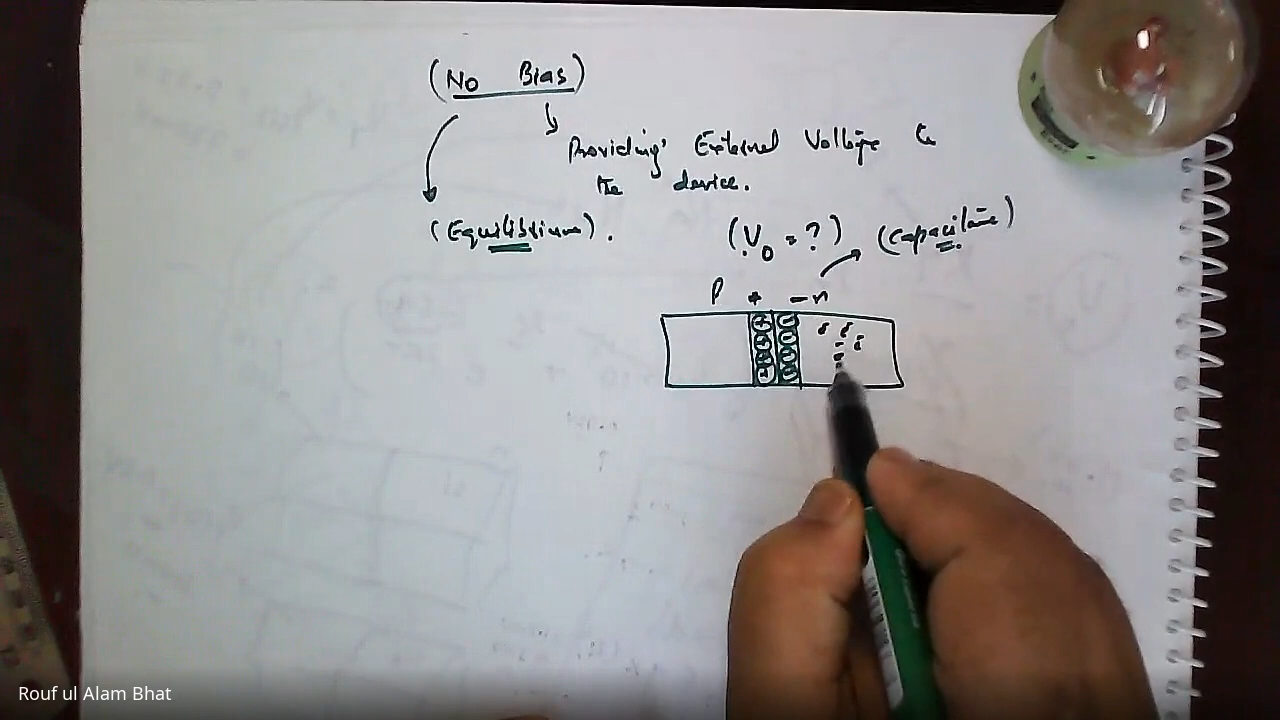 (No Bias)
Providing External Voltage to
the device.
(Equilibrium).
(V₀ = ?)
(Capacitance)
P + - n
Rouf ul Alam Bhat